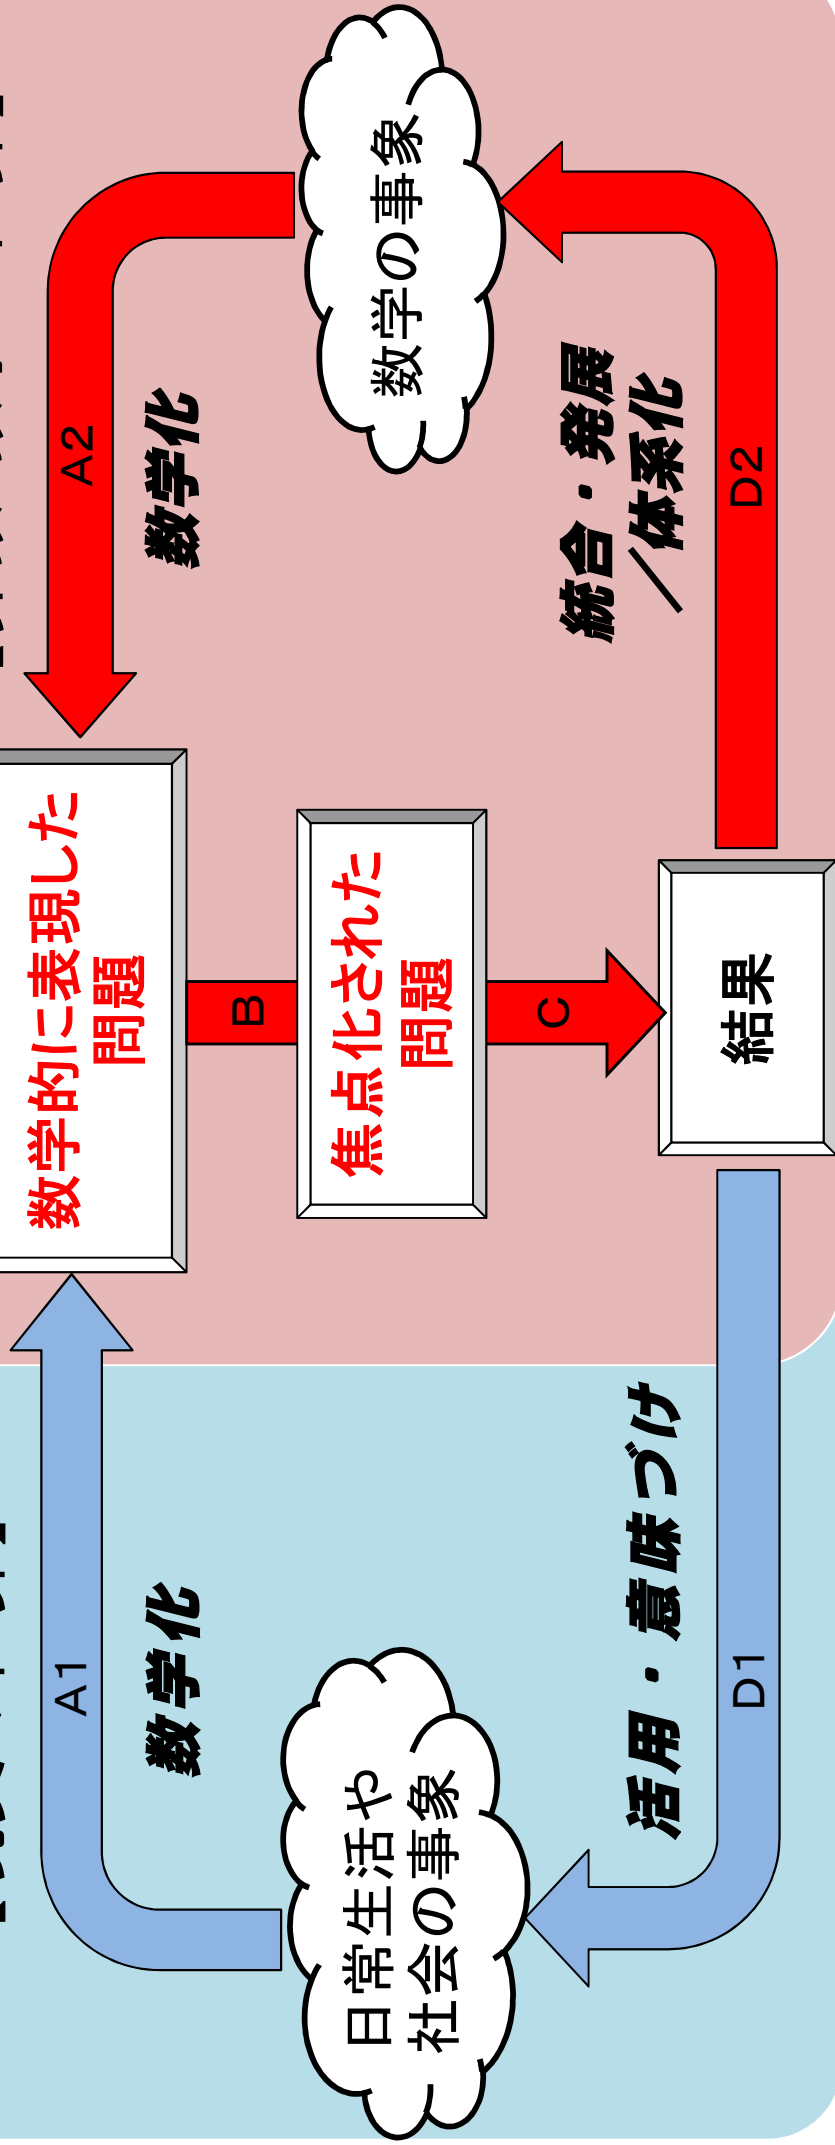 A1
数学化
日常生活や
社会の事象
活用・意味づけ
D1
数学的に表現した
問題
B
焦点化された
問題
C
結果
A2
数学化
数学の事象
統合・発展
／体系化
D2